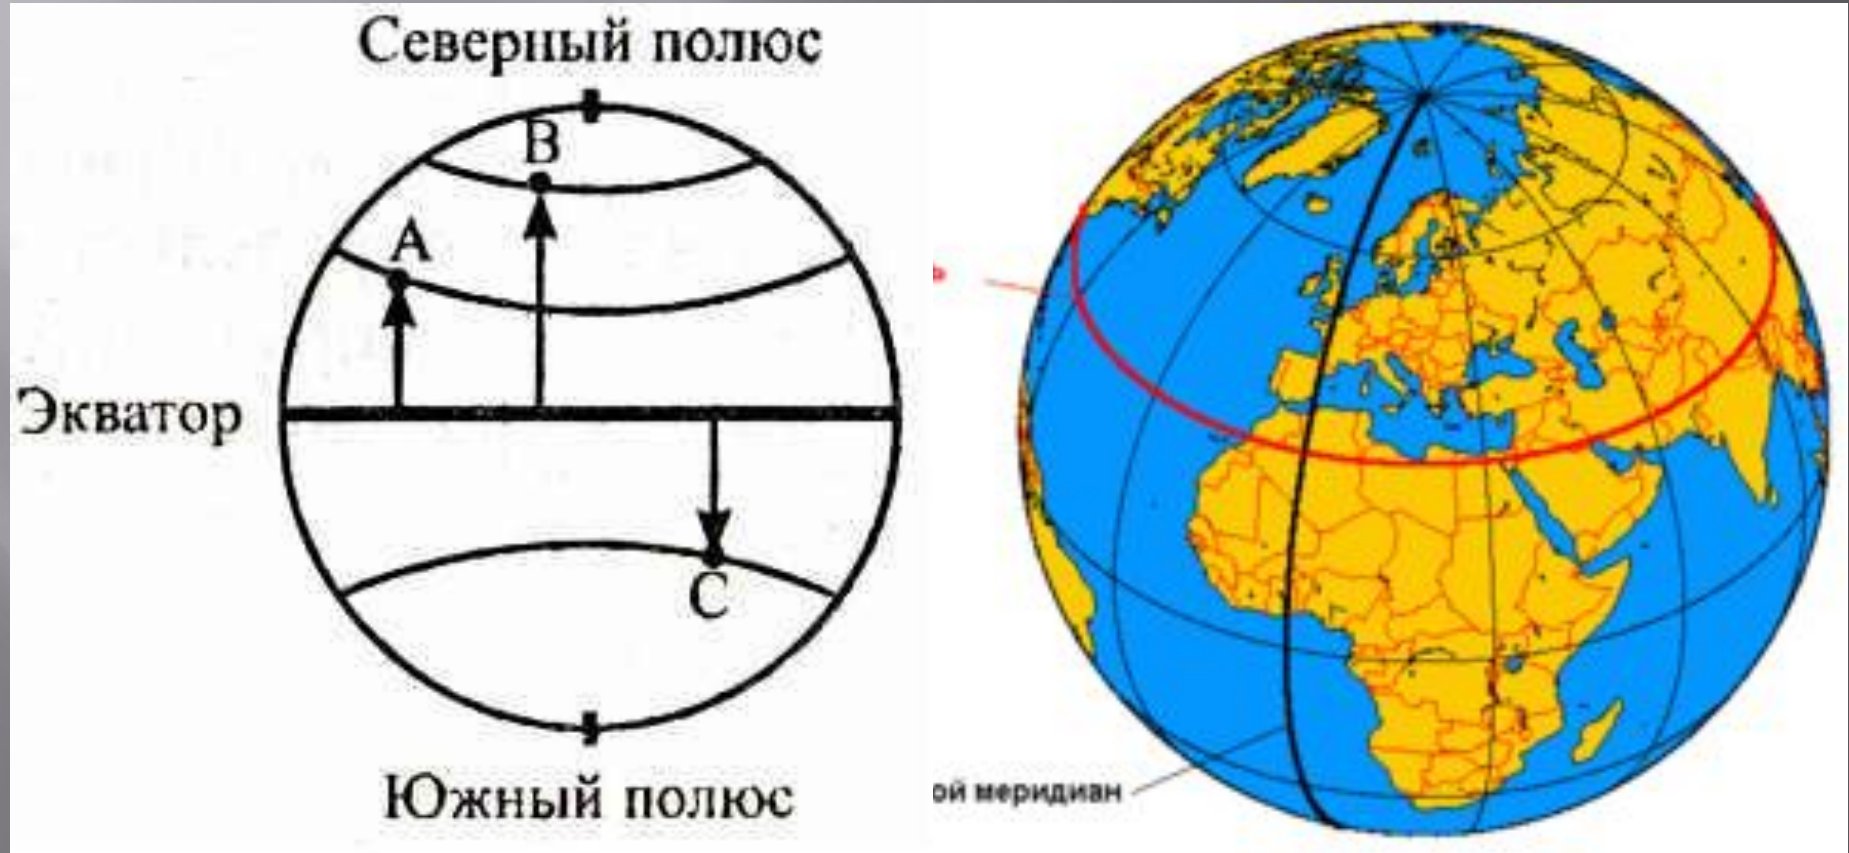 Северный полюс
В
А
Экватор
С
Южный полюс
ь
ой меридиан